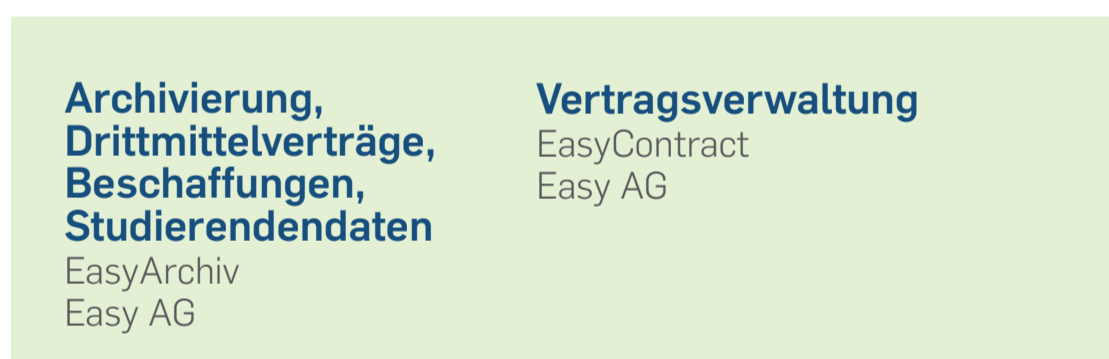 Archivierung,
Drittmittelverträge,
Beschaffungen,
Studierendendaten
EasyArchiv
Easy AG
Vertragsverwaltung
EasyContract
Easy AG